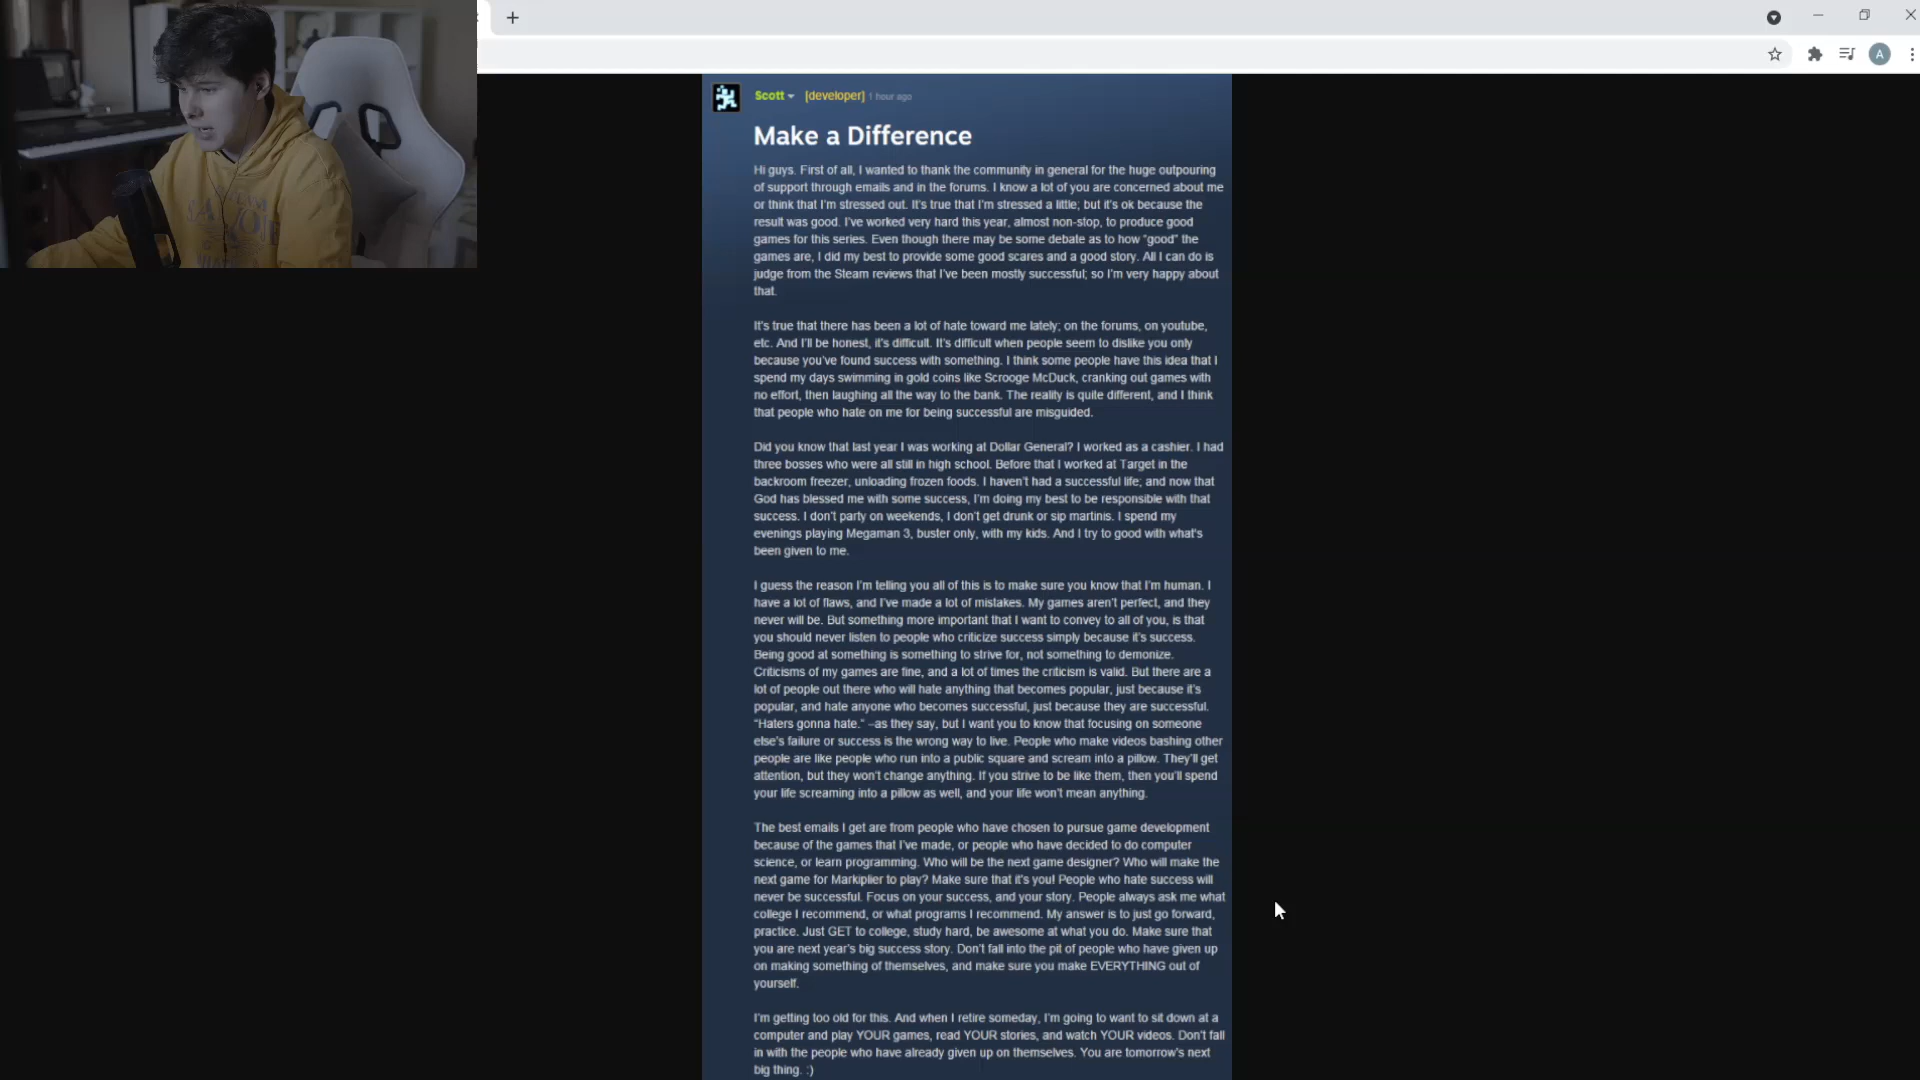 Scott [developer] 1 hour ago
Make a Difference
Hi guys. First of all, I wanted to thank the community in general for the huge outpouring
of support through emails and in the forums. I know a lot of you are concerned about me
or think that I'm stressed out. It's true that I'm stressed a little; but it's ok because the
result was good. I've worked very hard this year, almost non-stop, to produce good
games for this series. Even though there may be some debate as to how "good" the
games are, I did my best to provide some good scares and a good story. All I can do is
judge from the Steam reviews that I've been mostly successful; so I'm very happy about
that.
It's true that there has been a lot of hate toward me lately; on the forums, on youtube,
etc. And I'll be honest, it's difficult. It's difficult when people seem to dislike you only
because you've found success with something. I think some people have this idea that I
spend my days swimming in gold coins like Scrooge McDuck, cranking out games with
no effort, then laughing all the way to the bank. The reality is quite different, and I think
that people who hate on me for being successful are misguided.
Did you know that last year I was working at Dollar General? I worked as a cashier. I had
three bosses who were all still in high school. Before that I worked at Target in the
backroom freezer, unloading frozen foods. I haven't had a successful life; and now that
God has blessed me with some success, I'm doing my best to be responsible with that
success. I don't party on weekends, I don't get drunk or sip martinis. I spend my
evenings playing Megaman 3, buster only, with my kids. And I try to good with what's
been given to me.
I guess the reason I'm telling you all of this is to make sure you know that I'm human. I
have a lot of flaws, and I've made a lot of mistakes. My games aren't perfect, and they
never will be. But something more important that I want to convey to all of you, is that
you should never listen to people who criticize success simply because it's success.
Being good at something is something to strive for, not something to demonize.
Criticisms of my games are fine, and a lot of times the criticism is valid. But there are a
lot of people out there who will hate anything that becomes popular, just because it's
popular, and hate anyone who becomes successful, just because they are successful.
"Haters gonna hate." –as they say, but I want you to know that focusing on someone
else's failure or success is the wrong way to live. People who make videos bashing other
people are like people who run into a public square and scream into a pillow. They'll get
attention, but they won't change anything. If you strive to be like them, then you'll spend
your life screaming into a pillow as well, and your life won't mean anything.
The best emails I get are from people who have chosen to pursue game development
because of the games that I've made, or people who have decided to do computer
science, or learn programming. Who will be the next game designer? Who will make the
next game for Markiplier to play? Make sure that it's you! People who hate success will
never be successful. Focus on your success, and your story. People always ask me what
college I recommend, or what programs I recommend. My answer is to just go forward,
practice. Just GET to college, study hard, be awesome at what you do. Make sure that
you are next year's big success story. Don't fall into the pit of people who have given up
on making something of themselves, and make sure you make EVERYTHING out of
yourself.
I'm getting too old for this. And when I retire someday, I'm going to want to sit down at a
computer and play YOUR games, read YOUR stories, and watch YOUR videos. Don't fall
in with the people who have already given up on themselves. You are tomorrow's next
big thing. :)
A